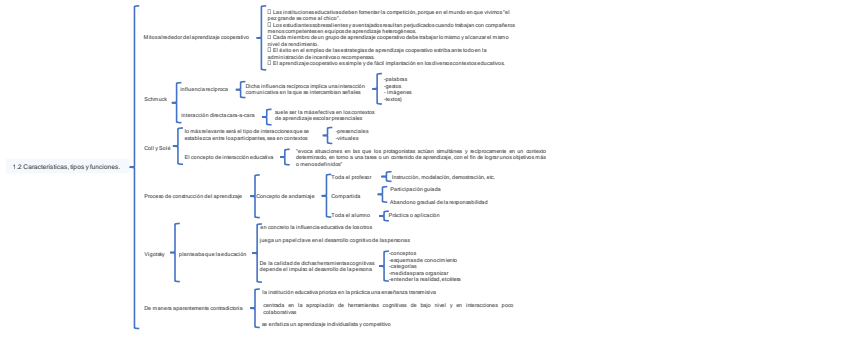 1.2 Características, tipos y funciones.
Mitos alrededor del aprendizaje cooperativo
Las instituciones educativas deben fomentar la competición, porque en el mundo en que vivimos "el
pez grande se come al chico".
Los estudiantes sobresalientes y aventajados resultan perjudicados cuando trabajan con compañeros
menos competentes en equipos de aprendizaje heterogéneos.
Cada miembro de un grupo de aprendizaje cooperativo debe trabajar lo mismo y alcanzar el mismo
nivel de rendimiento.
El éxito en el empleo de las estrategias de aprendizaje cooperativo estriba ante todo en la
administración de incentivos o recompensas.
El aprendizaje cooperativo es simple y de fácil implantación en los diversos contextos educativos.
Schmuck
influencia recíproca
Dicha influencia recíproca implica una interacción
comunicativa en la que se intercambian señales
-palabras
-gestos
- imágenes
-textos)
interacción directa cara-a-cara
suele ser la más efectiva en los contextos
de aprendizaje escolar presenciales
Coll y Solé
lo más relevante será el tipo de interacciones que se
establezca entre los participantes, sea en contextos
-presenciales
-virtuales
El concepto de interacción educativa
"evoca situaciones en las que los protagonistas actúan simultánea y recíprocamente en un contexto
determinado, en torno a una tarea o un contenido de aprendizaje, con el fin de lograr unos objetivos más
o menos definidos"
Proceso de construcción del aprendizaje
Concepto de andamiaje
Toda el profesor
Instrucción, modelación, demostración, etc.
Compartida
Participación guiada
Abandono gradual de la responsabilidad
Toda el alumno
Práctica o aplicación
Vigotsky
planteaba que la educación
en concreto la influencia educativa de los otros
juega un papel clave en el desarrollo cognitivo de las personas
De la calidad de dichas herramientas cognitivas
depende el impulso al desarrollo de la persona
-conceptos
-esquemas de conocimiento
-categorías
-medidas para organizar
-entender la realidad, etcétera
De manera aparentemente contradictoria
la institución educativa prioriza en la práctica una enseñanza transmisiva
centrada en la apropiación de herramientas cognitivas de bajo nivel y en interacciones poco
colaborativas
se enfatiza un aprendizaje individualista y competitivo